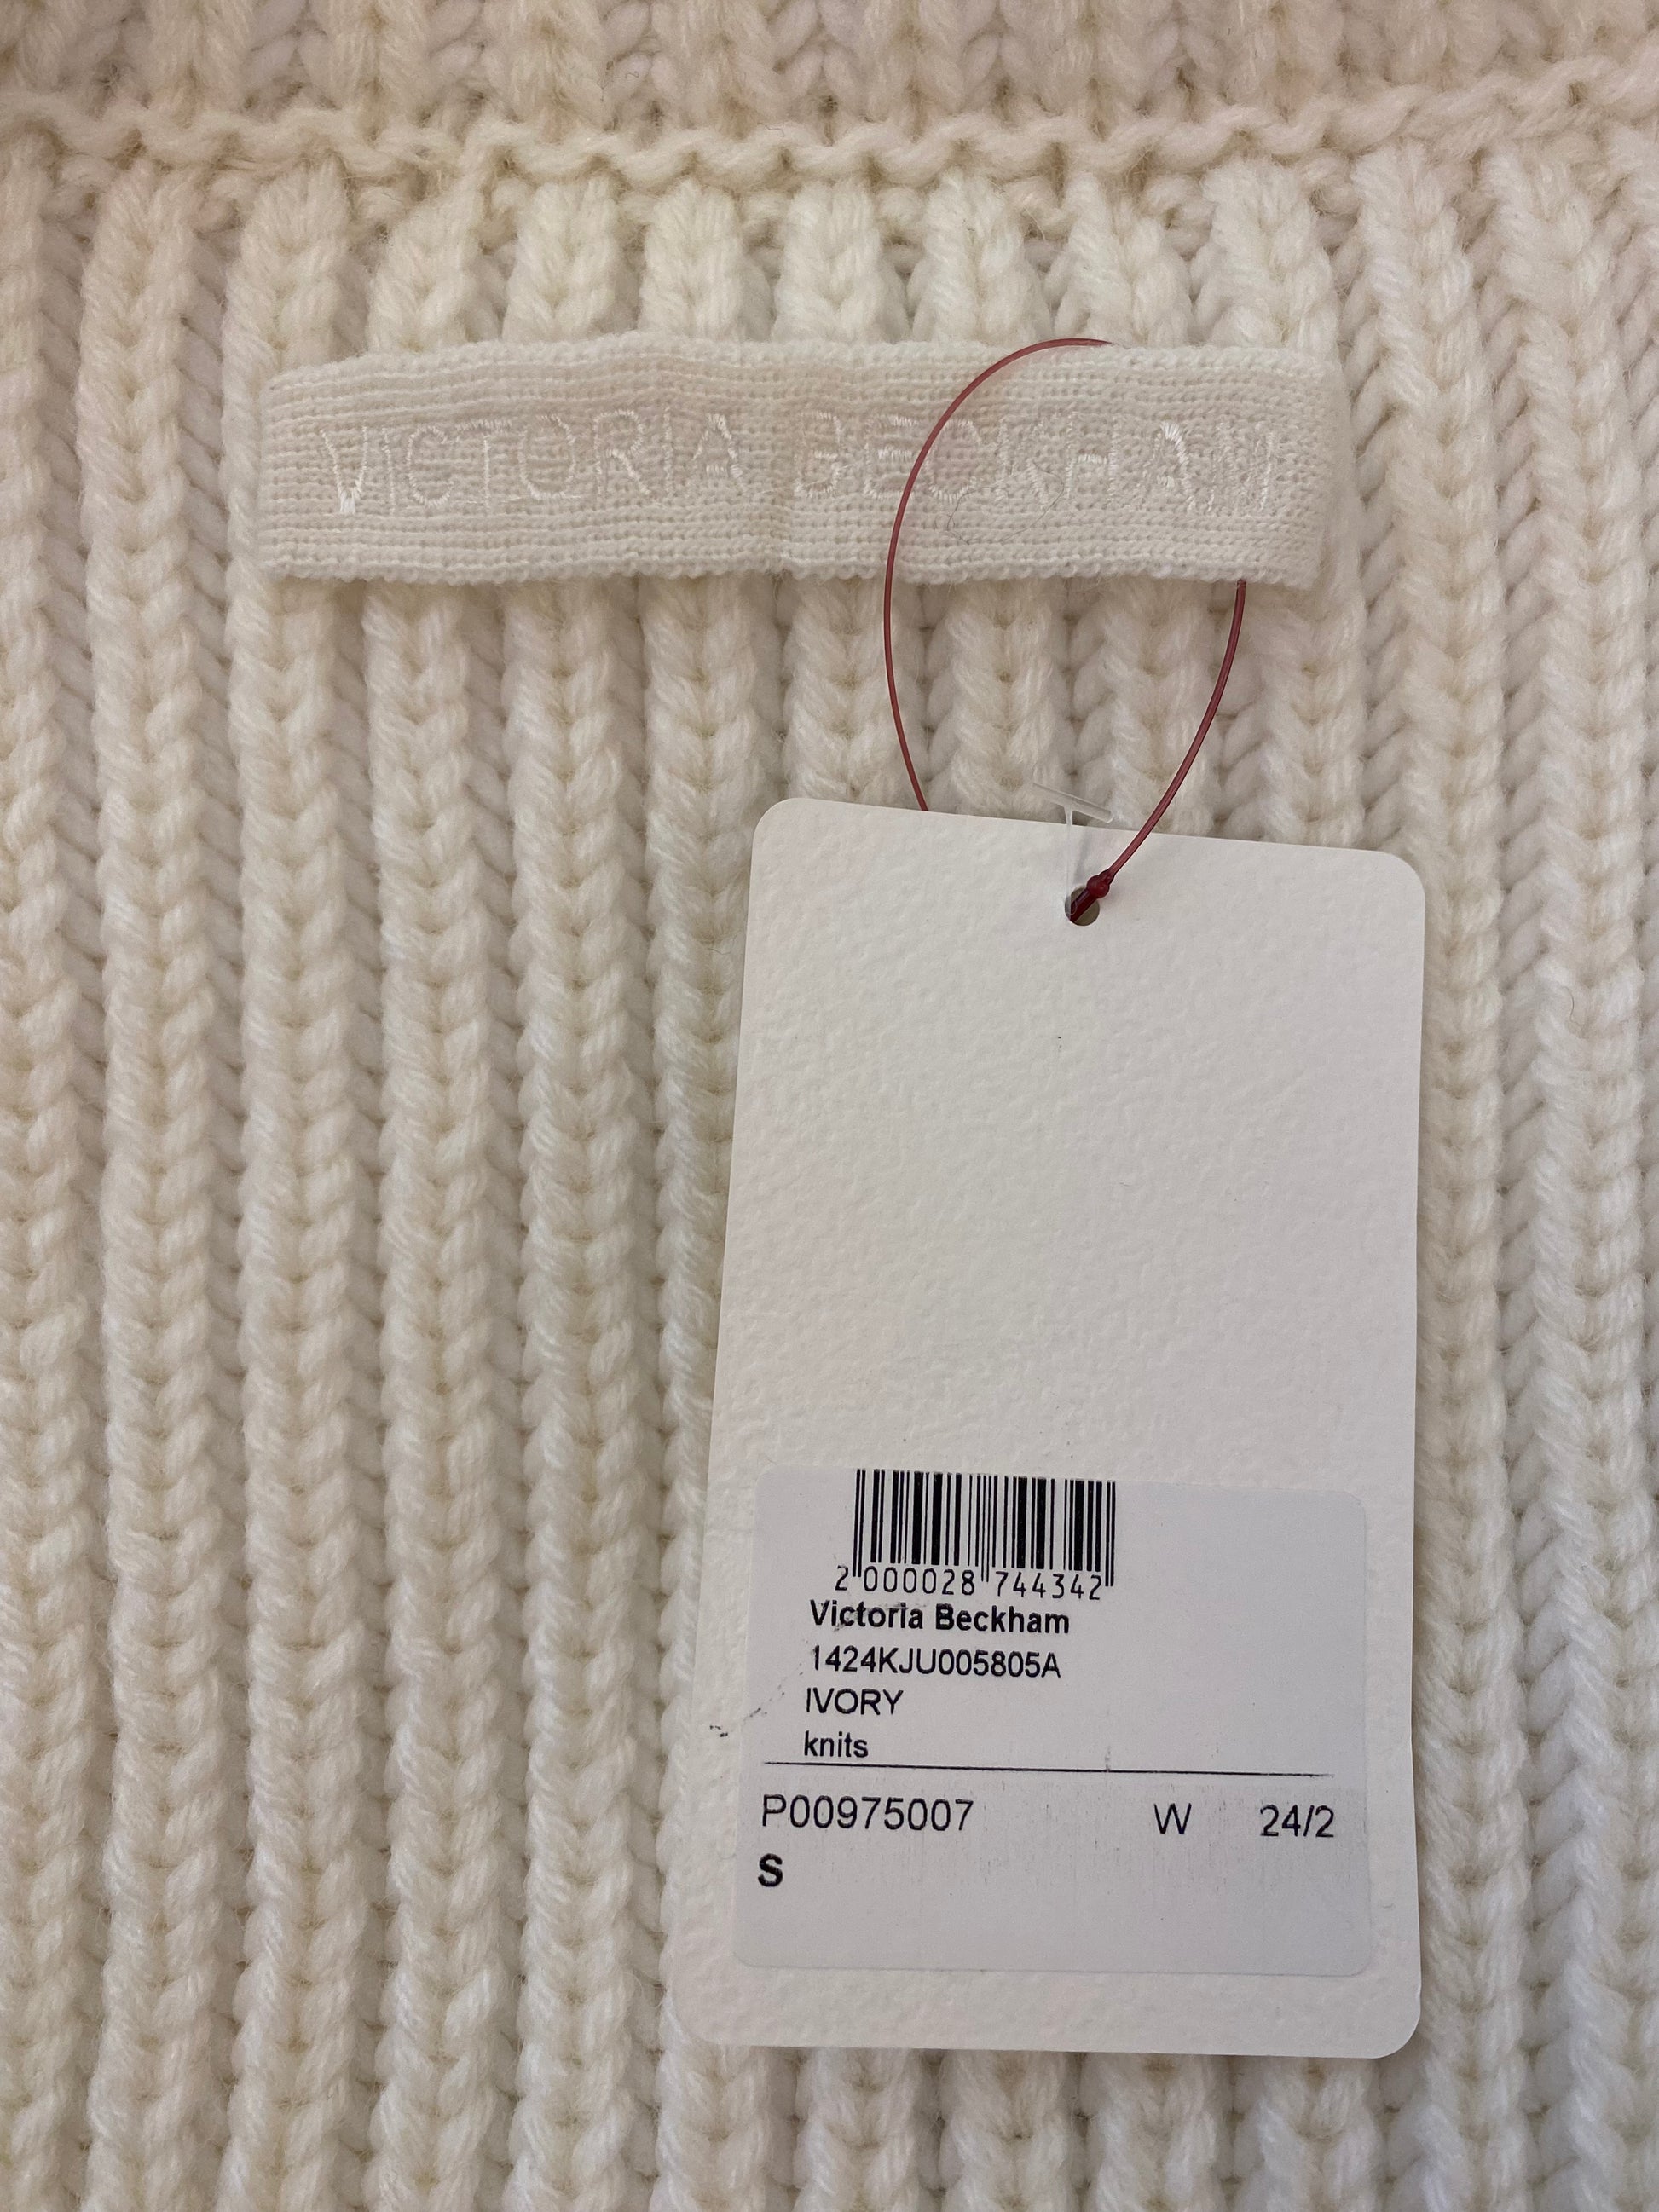 VICTORIA BECKHAM
2 000028 744342
Victoria Beckham
1424KJU005805A
IVORY
knits
P00975007 W 24/2
S